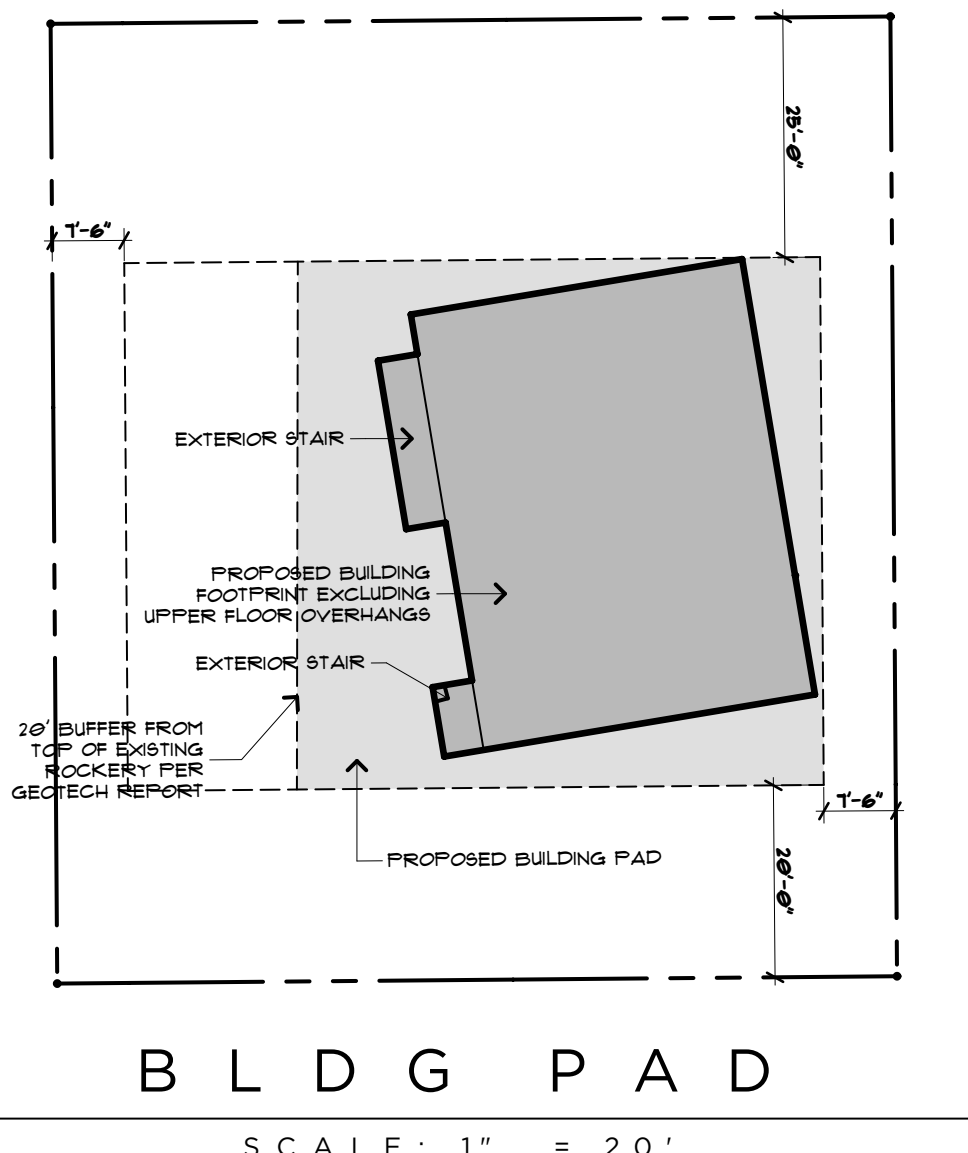 25'-0"
7'-6"
EXTERIOR STAIR
PROPOSED BUILDING
FOOTPRINT EXCLUDING
UPPER FLOOR OVERHANGS
EXTERIOR STAIR
20' BUFFER FROM
TOP OF EXISTING
ROCKERY PER
GEOTECH REPORT
7'-6"
PROPOSED BUILDING PAD
20'-0"
BLDG PAD
SCALE: 1" = 20'